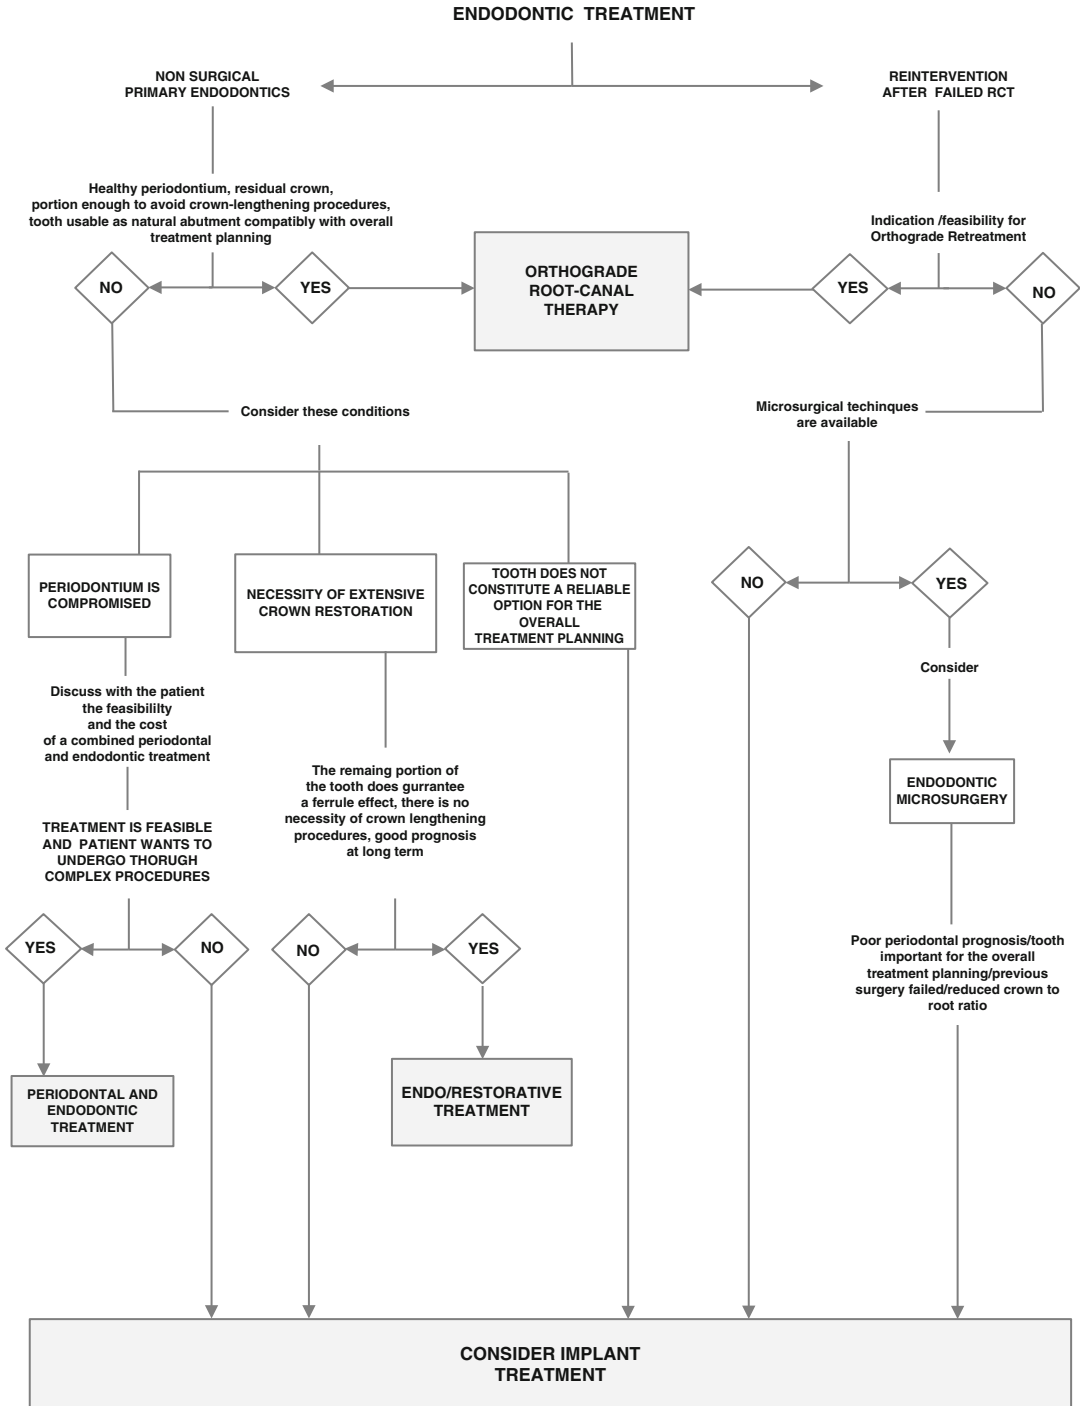 ENDODONTIC TREATMENT
NON SURGICAL
PRIMARY ENDODONTICS
REINTERVENTION
AFTER FAILED RCT
Healthy periodontium, residual crown,
portion enough to avoid crown-lengthening procedures,
tooth usable as natural abutment compatibly with overall
treatment planning
Indication /feasibility for
Orthograde Retreatment
NO
YES
ORTHOGRADE
ROOT-CANAL
THERAPY
YES
NO
Consider these conditions
Microsurgical techinques
are available
PERIODONTIUM IS
COMPROMISED
NECESSITY OF EXTENSIVE
CROWN RESTORATION
TOOTH DOES NOT
CONSTITUTE A RELIABLE
OPTION FOR THE
OVERALL
TREATMENT PLANNING
NO
YES
Consider
Discuss with the patient
the feasibililty
and the cost
of a combined periodontal
and endodontic treatment
The remaing portion of
the tooth does gurrantee
a ferrule effect, there is no
necessity of crown lengthening
procedures, good prognosis
at long term
ENDODONTIC
MICROSURGERY
TREATMENT IS FEASIBLE
AND PATIENT WANTS TO
UNDERGO THORUGH
COMPLEX PROCEDURES
YES
NO
NO
YES
Poor periodontal prognosis/tooth
important for the overall
treatment planning/previous
surgery failed/reduced crown to
root ratio
PERIODONTAL AND
ENDODONTIC
TREATMENT
ENDO/RESTORATIVE
TREATMENT
CONSIDER IMPLANT
TREATMENT